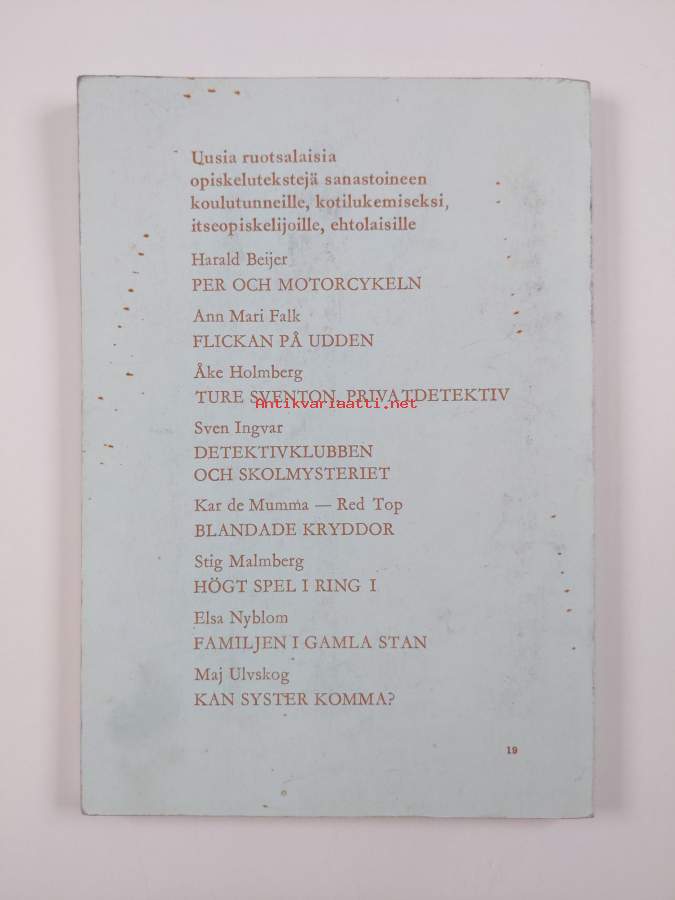 Uusia ruotsalaisia
opiskelutekstejä sanastoineen
koulutunneille, kotilukemiseksi,
itseopiskelijoille, ehtolaisille
Harald Beijer
PER OCH MOTORCYKELN
Ann Mari Falk
FLICKAN PÅ UDDEN
Åke Holmberg
TURE SVENTON, PRIVATDETEKTIV
Antikvariaatti.net
Sven Ingvar
DETEKTIVKLUBBEN
OCH SKOLMYSTERIET
Kar de Mumma — Red Top
BLANDADE KRYDDOR
Stig Malmberg
HÖGT SPEL I RING I
Elsa Nyblom
FAMILJEN I GAMLA STAN
Maj Ulvskog
KAN SYSTER KOMMA?
19